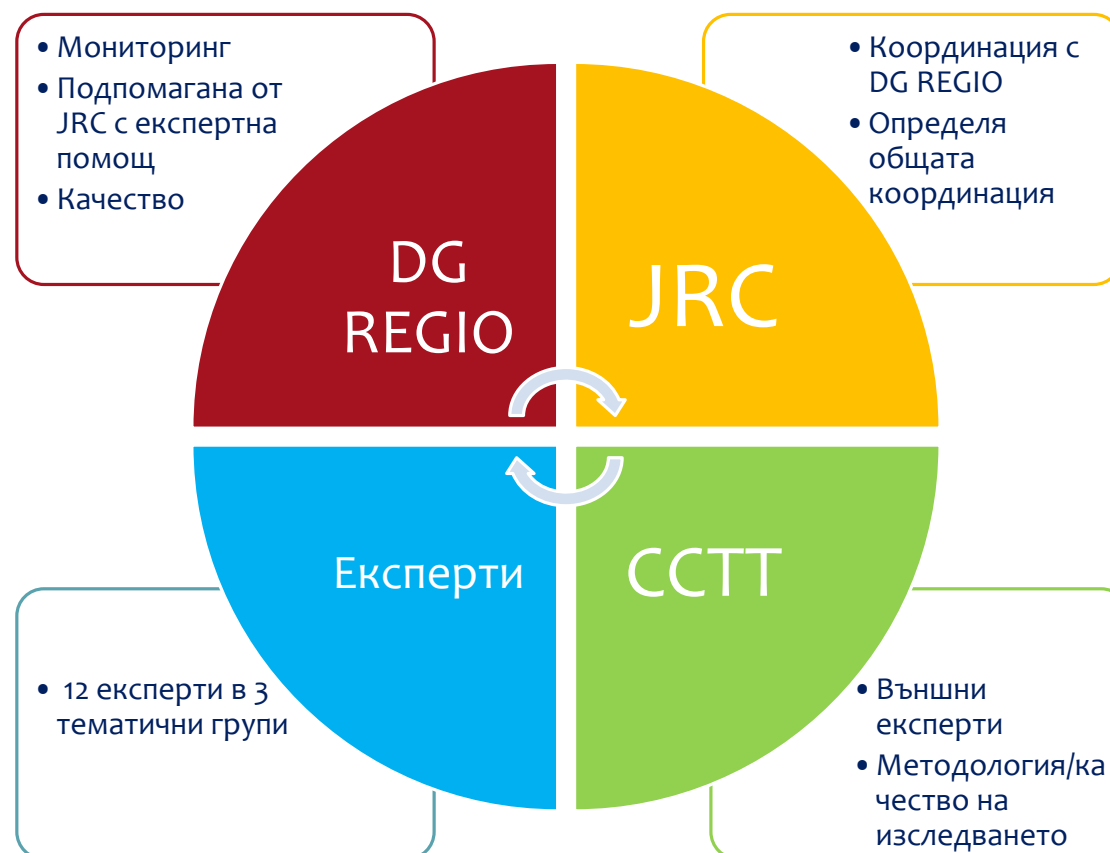 • Мониторинг
• Подпомагана от
JRC с експертна
помощ
• Качество
• Координация с
DG REGIO
• Определя
общата
координация
DG
REGIO
JRC
Експерти
CCTT
• 12 експерти в 3
тематични групи
• Външни
експерти
• Методология/ка
чество на
изследването